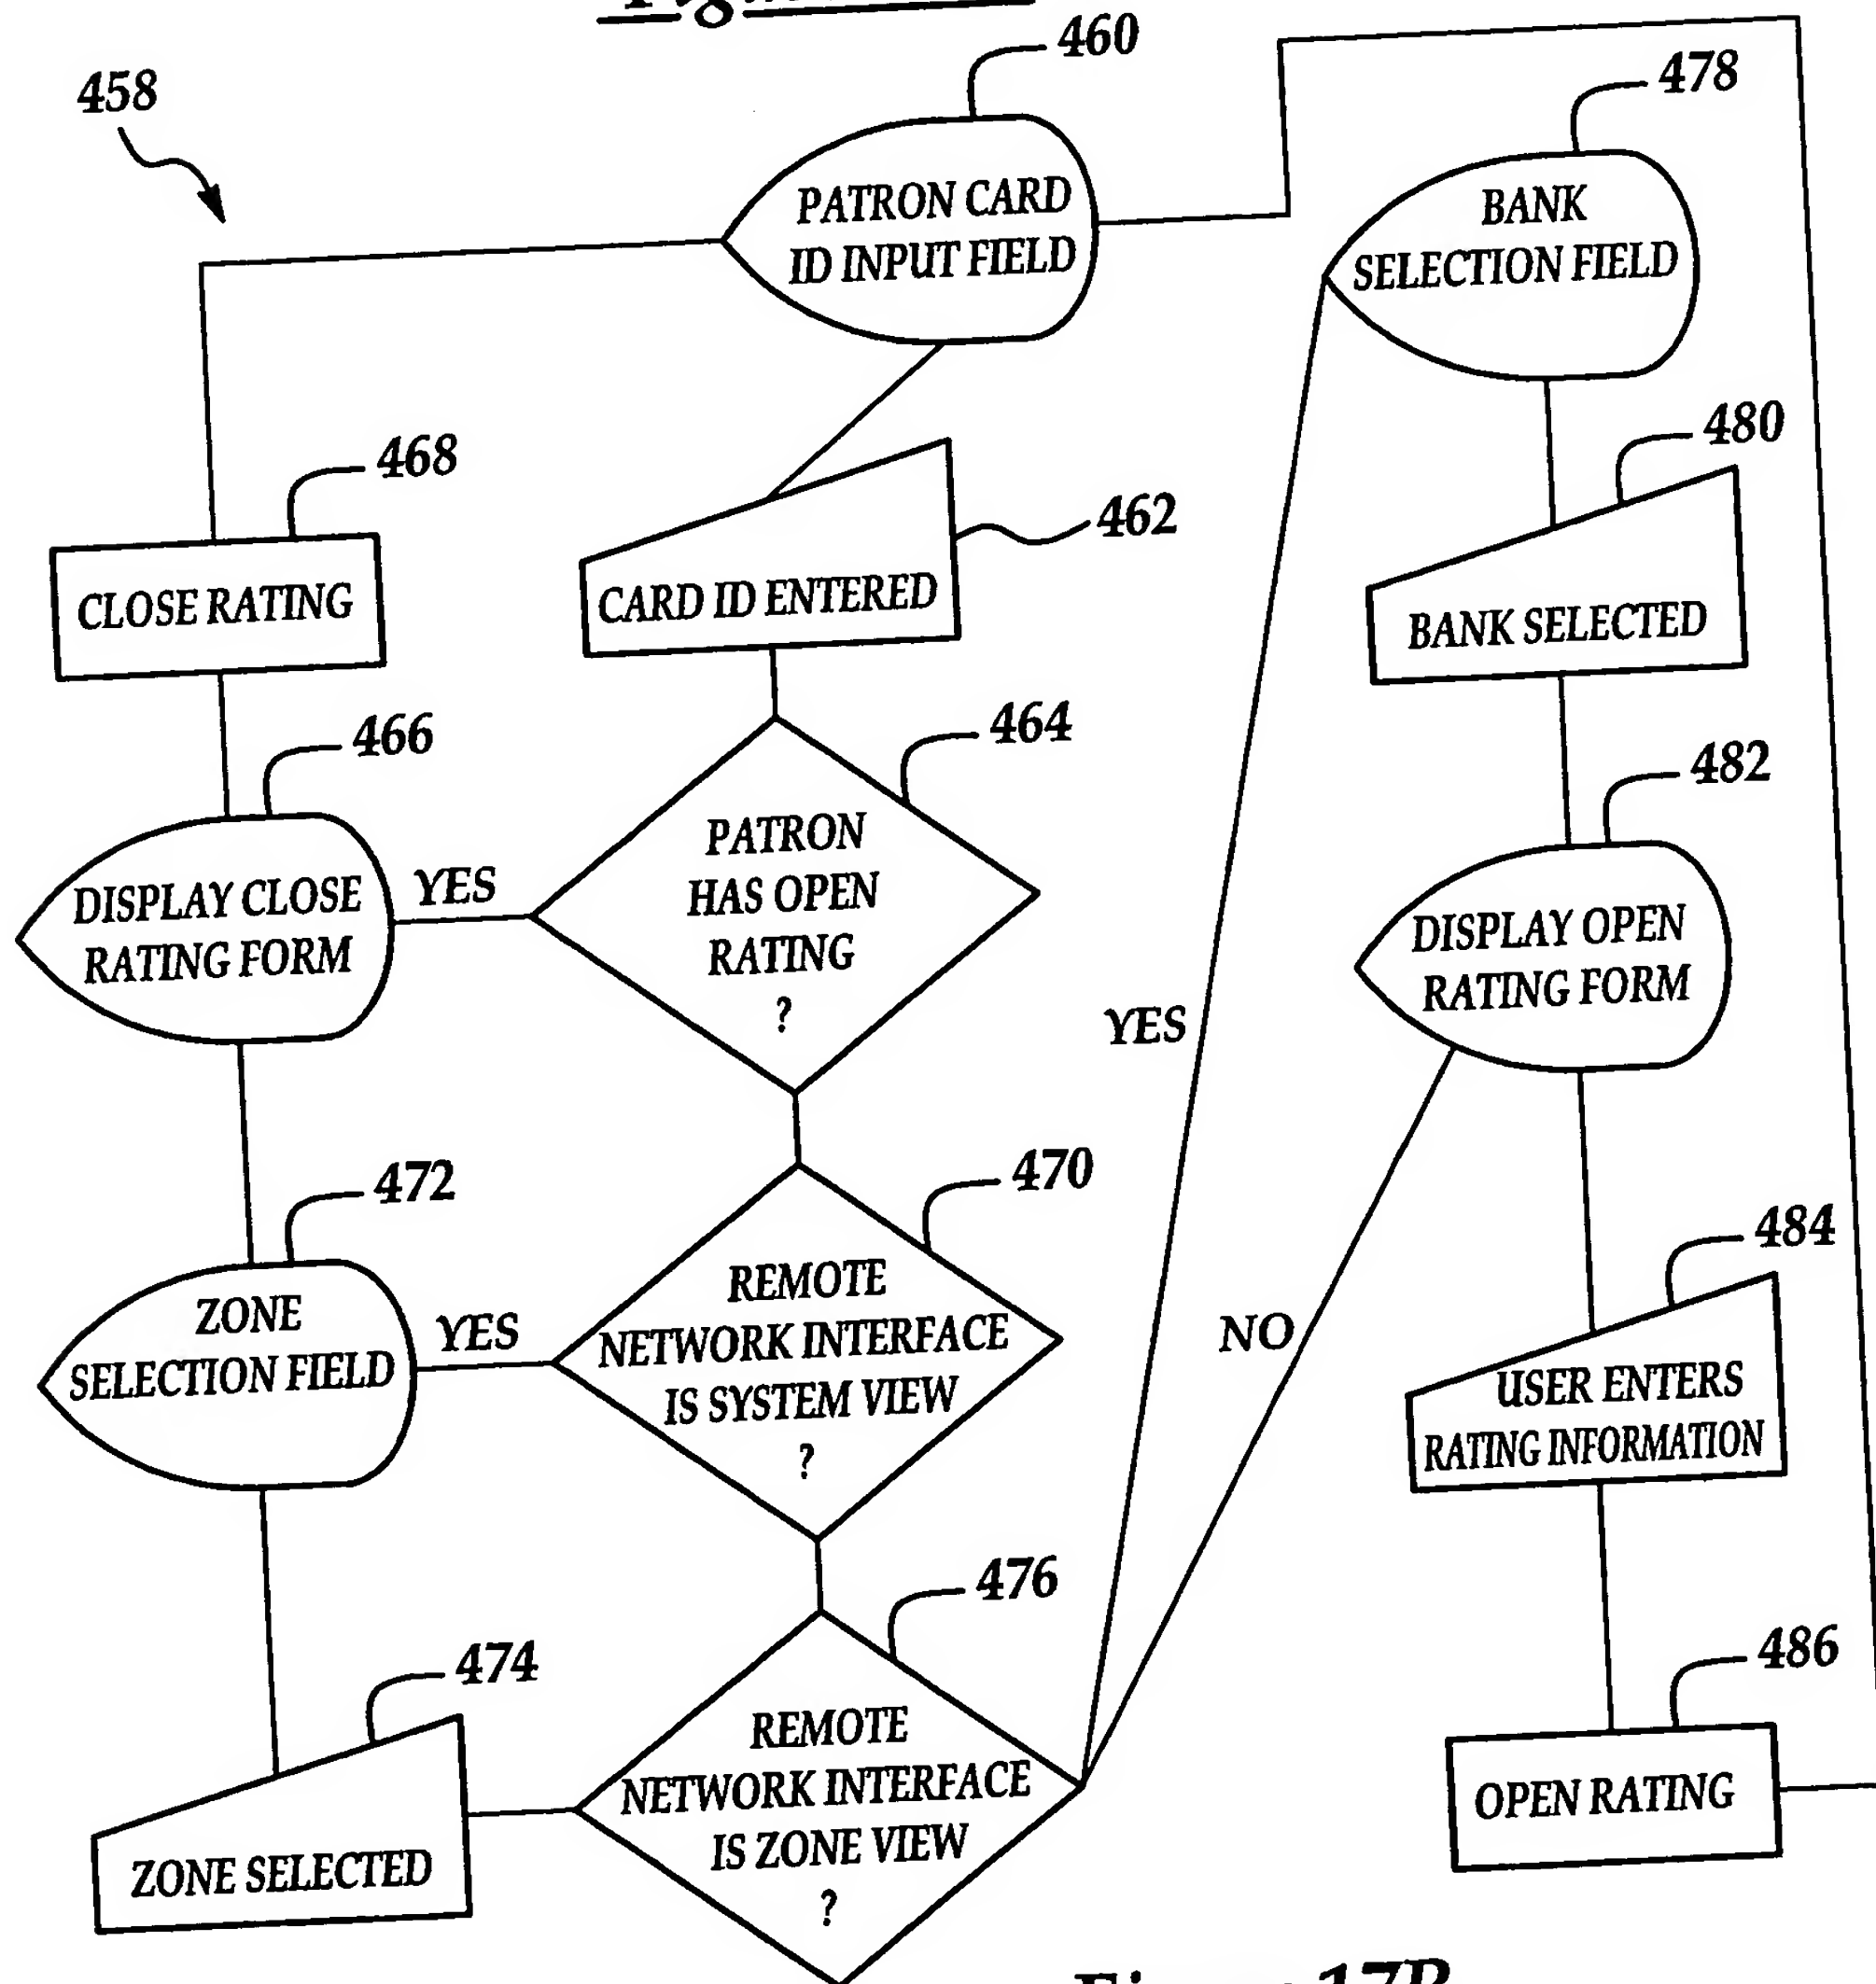 460
458
478
PATRON CARD
ID INPUT FIELD
BANK
SELECTION FIELD
468
480
462
CLOSE RATING
CARD ID ENTERED
BANK SELECTED
466
464
482
PATRON
HAS OPEN
RATING
?
DISPLAY CLOSE
RATING FORM
YES
DISPLAY OPEN
RATING FORM
YES
472
470
484
ZONE
SELECTION FIELD
YES
REMOTE
NETWORK INTERFACE
IS SYSTEM VIEW
?
NO
USER ENTERS
RATING INFORMATION
476
474
486
REMOTE
NETWORK INTERFACE
IS ZONE VIEW
?
ZONE SELECTED
OPEN RATING
17B